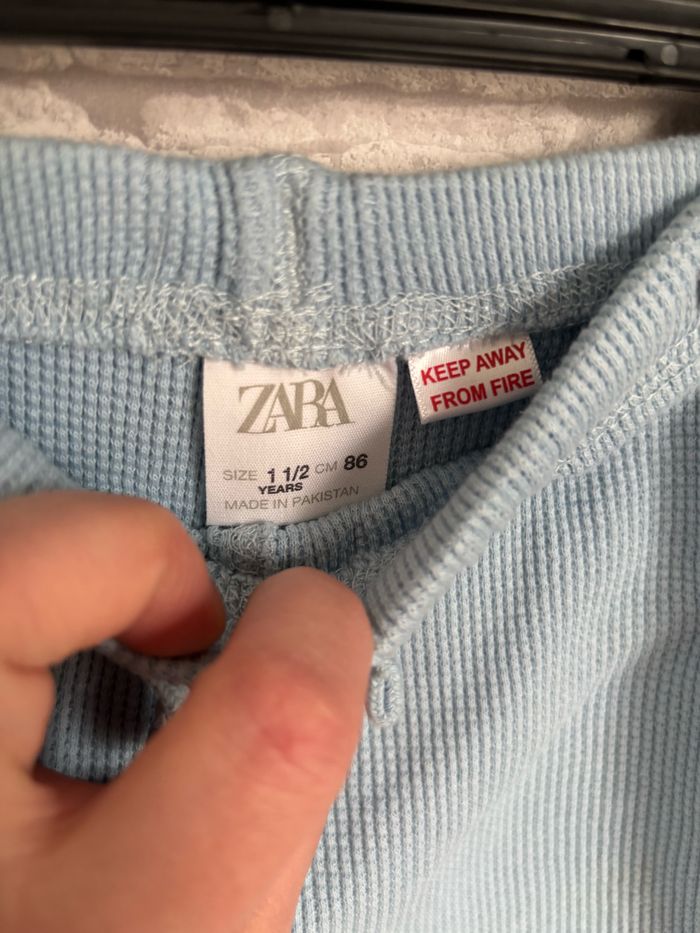 ZARA
SIZE 1 1/2 CM 86
YEARS
MADE IN PAKISTAN
KEEP AWAY
FROM FIRE